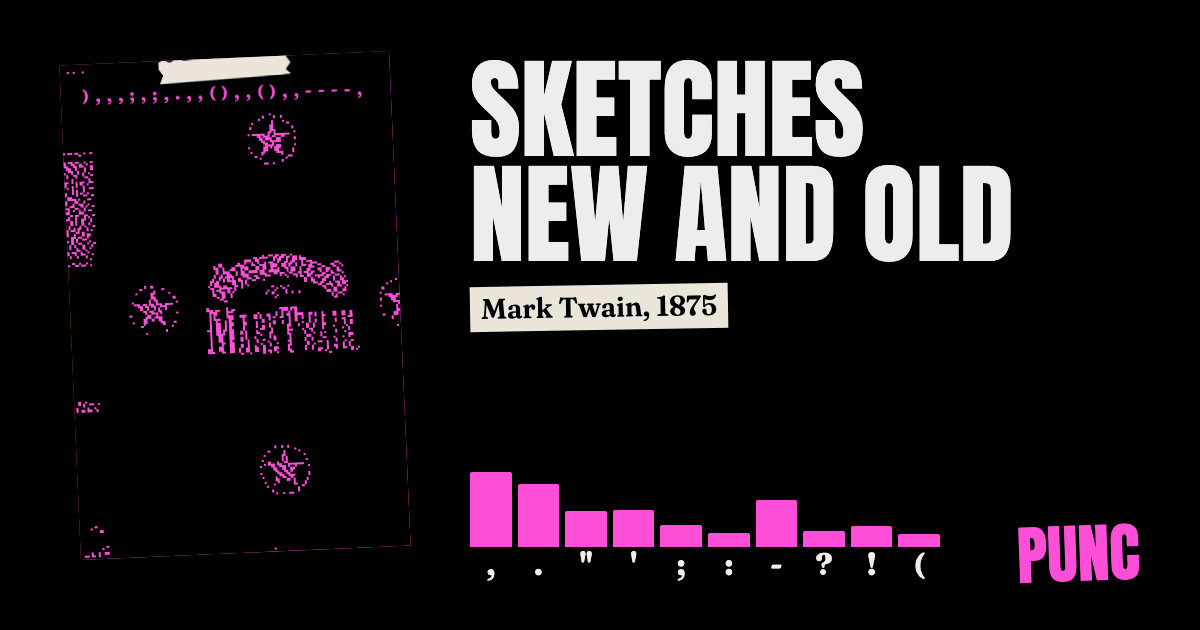 ),,,;,;,.,,(),,(),,----,
MARK TWAIN
SKETCHES
NEW AND OLD
Mark Twain, 1875
, . " ' ; : - ? ! (
PUNC